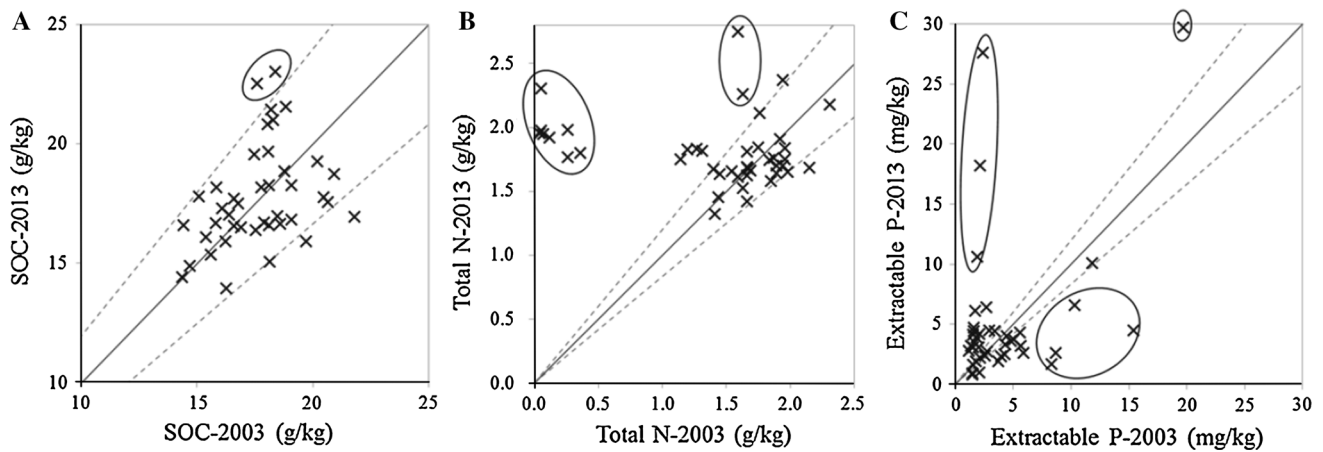 A
SOC-2013 (g/kg)
25
20
15
10
10 15 20 25
SOC-2003 (g/kg)
B
Total N-2013 (g/kg)
2.5
2.0
1.5
1.0
0.5
0.0
0.0 0.5 1.0 1.5 2.0 2.5
Total N-2003 (g/kg)
C
Extractable P-2013 (mg/kg)
30
25
20
15
10
5
0
0 5 10 15 20 25 30
Extractable P-2003 (mg/kg)